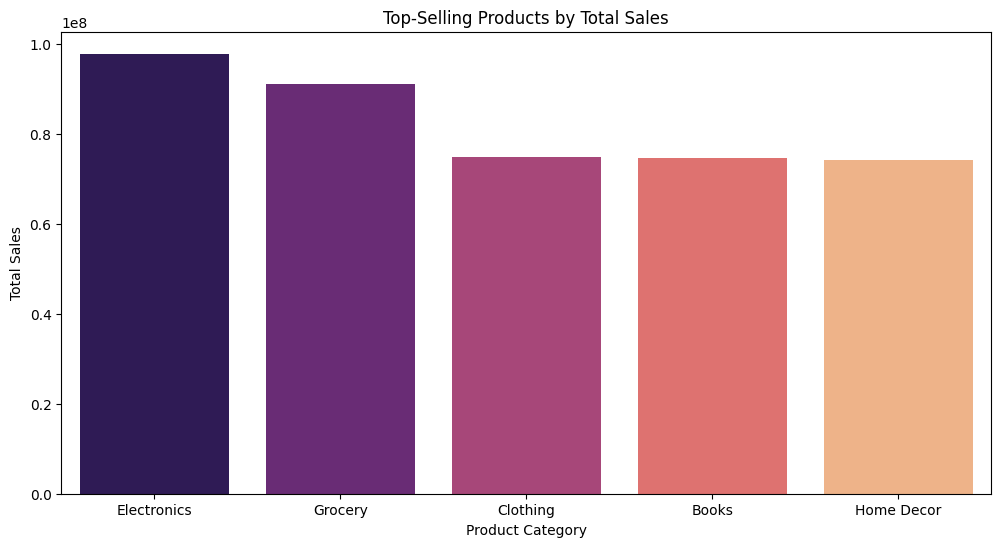 Top-Selling Products by Total Sales
1e8
1.0
0.8
0.6
0.4
0.2
0.0
Total Sales
Electronics Grocery Clothing Books Home Decor
Product Category